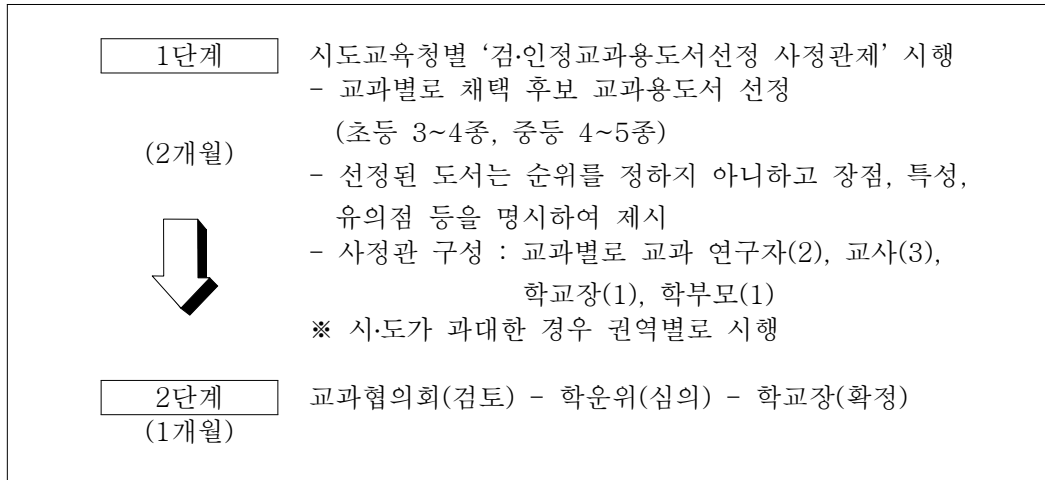 1단계
시도교육청별 ‘검·인정교과용도서선정 사정관제’ 시행
- 교과별로 채택 후보 교과용도서 선정
(초등 3~4종, 중등 4~5종)
(2개월)
- 선정된 도서는 순위를 정하지 아니하고 장점, 특성,
유의점 등을 명시하여 제시
- 사정관 구성 : 교과별로 교과 연구자(2), 교사(3),
학교장(1), 학부모(1)
※ 시·도가 과대한 경우 권역별로 시행
2단계
교과협의회(검토) - 학운위(심의) - 학교장(확정)
(1개월)